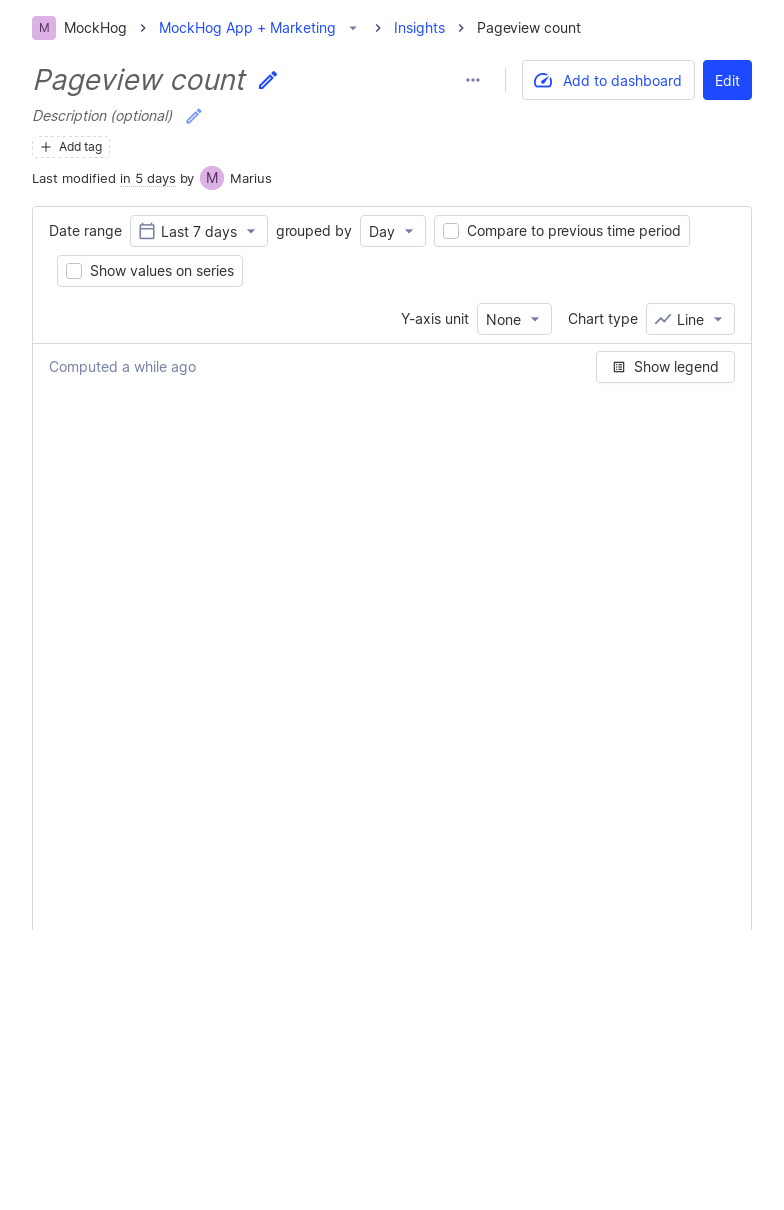 M MockHog MockHog App + Marketing Insights Pageview count
Pageview count
Add to dashboard
Edit
Description (optional)
Add tag
Last modified in 5 days by M Marius
Date range Last 7 days grouped by Day Compare to previous time period
Show values on series
Y-axis unit None Chart type Line
Computed a while ago
Show legend